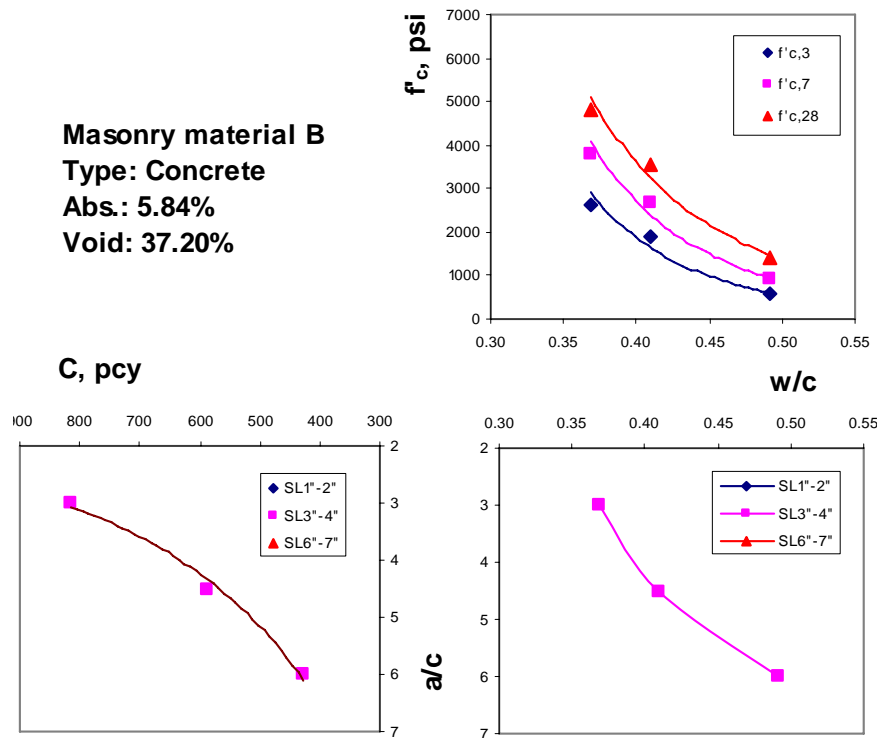 Masonry material B
Type: Concrete
Abs.: 5.84%
Void: 37.20%
f'c, psi
7000
6000
5000
4000
3000
2000
1000
0
0.30 0.35 0.40 0.45 0.50 0.55
w/c
f'c,3
f'c,7
f'c,28
C, pcy
000 800 700 600 500 400 300
2
3
4
5
6
7
a/c
SL1"-2"
SL3"-4"
SL6"-7"
0.30 0.35 0.40 0.45 0.50 0.55
2
3
4
5
6
7
SL1"-2"
SL3"-4"
SL6"-7"